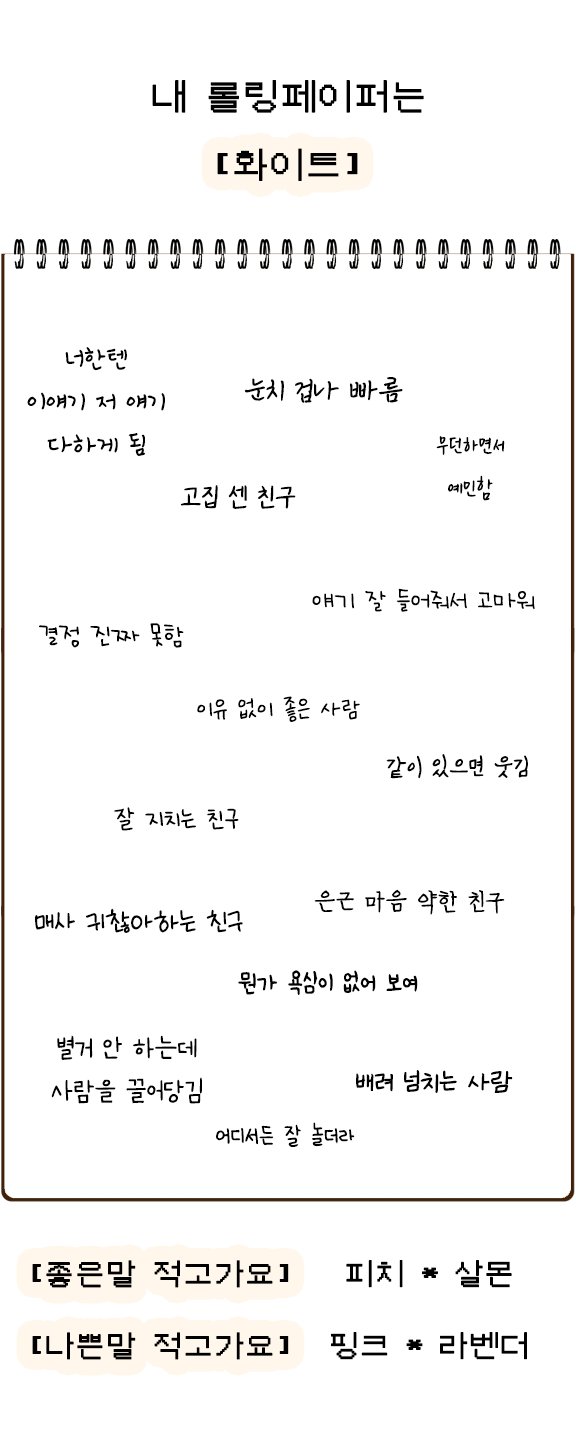 내 롤링페이퍼는
[화이트]
너한텐
이얘기 저 얘기
다하게 됨
눈치 겁나 빠름
무던하면서
예민함
고집 센 친구
얘기 잘 들어줘서 고마워
결정 진짜 못함
이유 없이 좋은 사람
같이 있으면 웃김
잘 지치는 친구
은근 마음 약한 친구
매사 귀찮아하는 친구
뭔가 욕심이 없어 보여
별거 안 하는데
사람을 끌어당김
배려 넘치는 사람
어디서든 잘 놀더라
[좋은말 적고가요] 피치 * 살몬
[나쁜말 적고가요] 핑크 * 라벤더